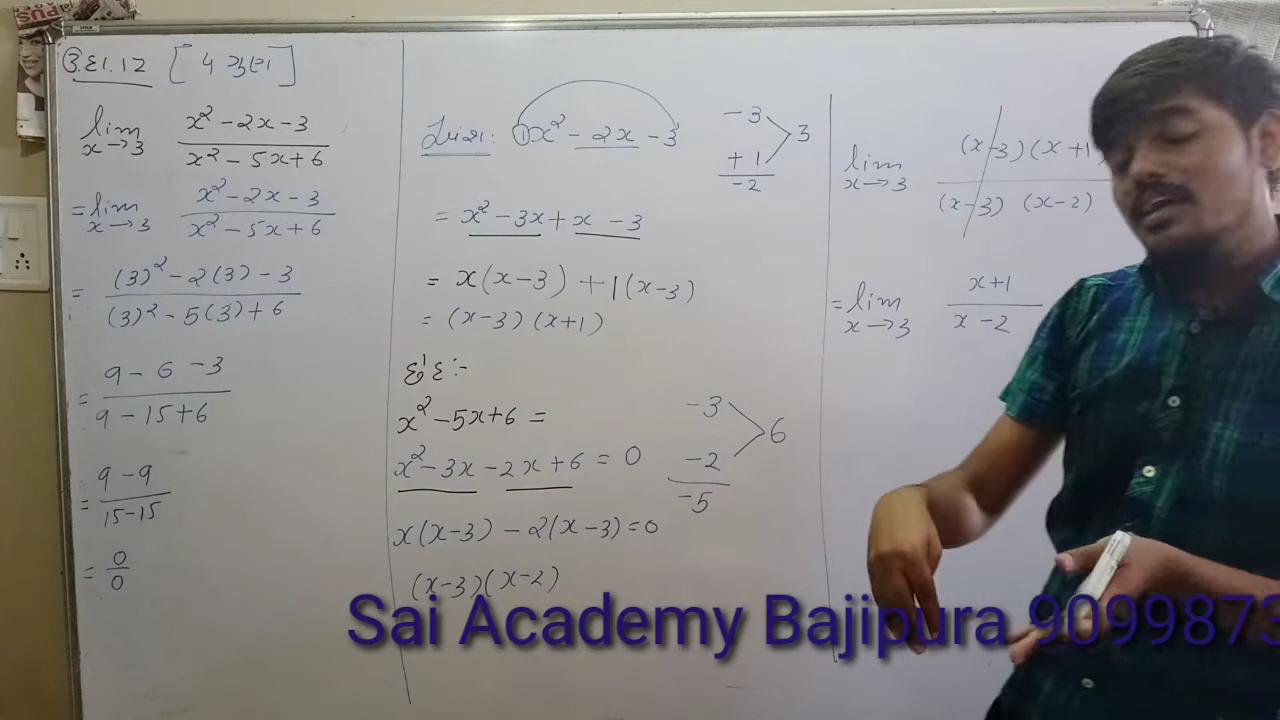 ③.દા.12 [4 ગુણ]
lim x→3 x² - 2x - 3 / x² - 5x + 6
= lim x→3 x² - 2x - 3 / x² - 5x + 6
= (3)² - 2(3) - 3 / (3)² - 5(3) + 6
= 9 - 6 - 3 / 9 - 15 + 6
= 9 - 9 / 15 - 15
= 0 / 0
અંશ: ①x² - 2x - 3
-3
+1
-2
3
= x² - 3x + x - 3
= x(x-3) + 1(x-3)
= (x-3)(x+1)
છેદ :-
x² - 5x + 6 =
x² - 3x - 2x + 6 = 0
-3
-2
-5
6
x(x-3) - 2(x-3) = 0
(x-3)(x-2)
lim x→3 (x-3)(x+1) / (x-3)(x-2)
= lim x→3 x+1 / x-2
Sai Academy Bajipura 9099873